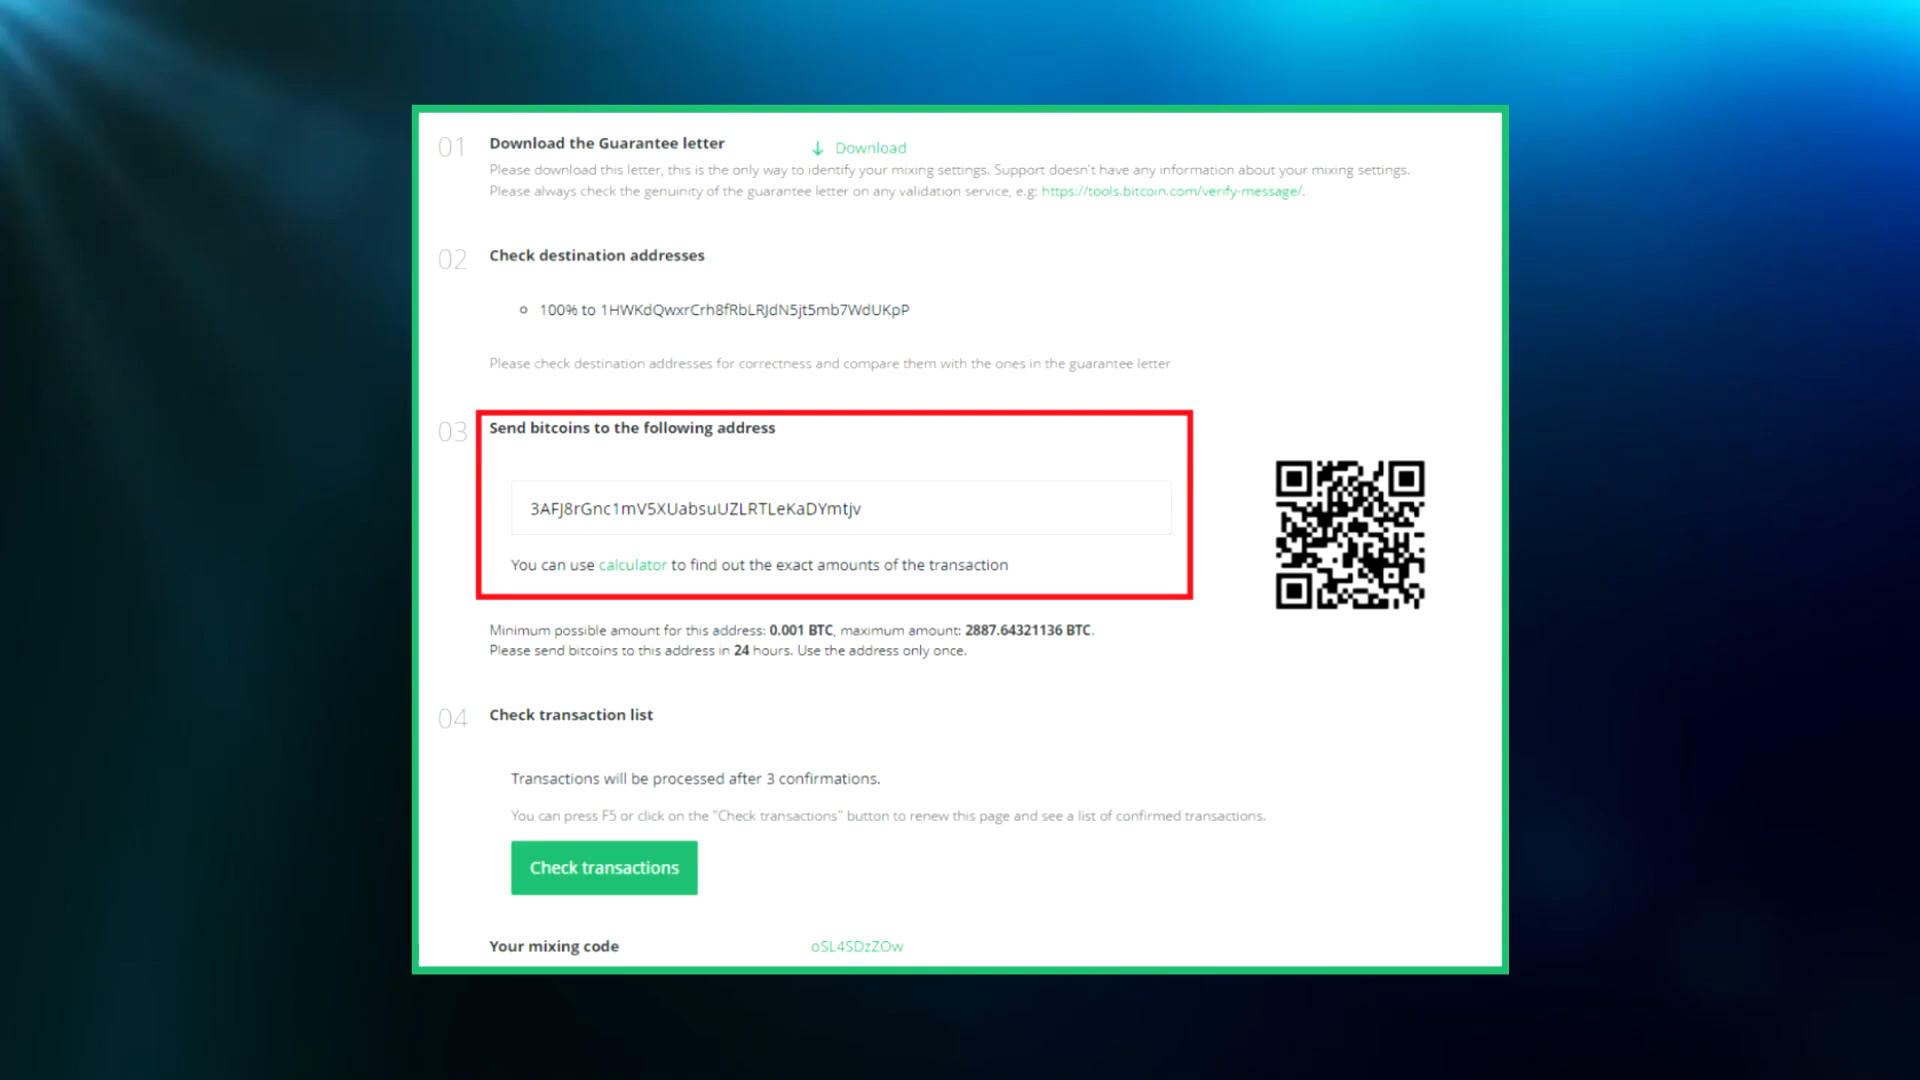 01 Download the Guarantee letter Download
Please download this letter, this is the only way to identify your mixing settings. Support doesn't have any information about your mixing settings.
Please always check the genuinity of the guarantee letter on any validation service, e.g: https://tools.bitcoin.com/verify-message/.
02 Check destination addresses
100% to 1HWKdQwxrCrh8fRbLRJdN5jt5mb7WdUKpP
Please check destination addresses for correctness and compare them with the ones in the guarantee letter
03 Send bitcoins to the following address
3AFJ8rGnc1mV5XUabsuUZLRTLeKaDYmtjv
You can use calculator to find out the exact amounts of the transaction
Minimum possible amount for this address: 0.001 BTC, maximum amount: 2887.64321136 BTC.
Please send bitcoins to this address in 24 hours. Use the address only once.
04 Check transaction list
Transactions will be processed after 3 confirmations.
You can press F5 or click on the "Check transactions" button to renew this page and see a list of confirmed transactions.
Check transactions
Your mixing code oSL4SDzZOw